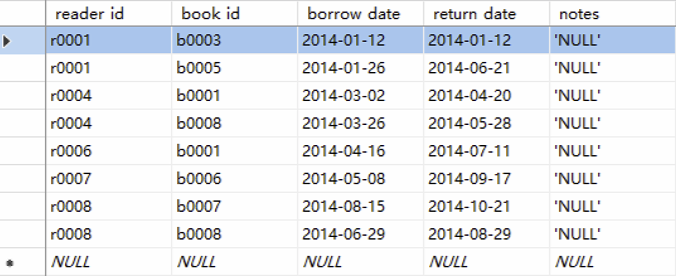 reader id book id borrow date return date notes
r0001 b0003 2014-01-12 2014-01-12 'NULL'
r0001 b0005 2014-01-26 2014-06-21 'NULL'
r0004 b0001 2014-03-02 2014-04-20 'NULL'
r0004 b0008 2014-03-26 2014-05-28 'NULL'
r0006 b0001 2014-04-16 2014-07-11 'NULL'
r0007 b0006 2014-05-08 2014-09-17 'NULL'
r0008 b0007 2014-08-15 2014-10-21 'NULL'
r0008 b0008 2014-06-29 2014-08-29 'NULL'
NULL NULL NULL NULL NULL